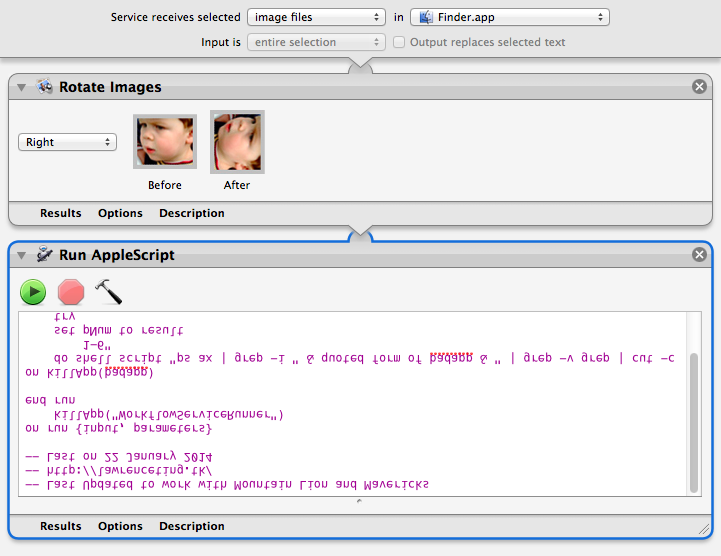 Service receives selected image files in Finder.app
Input is entire selection Output replaces selected text
Rotate Images
Right
Before After
Results Options Description
Run AppleScript
-- Last Updated to work with Mountain Lion and Mavericks
-- http://lawrenceting.tk/
-- Last on 22 January 2014
on run {input, parameters}
killApp("WorkflowServiceRunner")
end run
on killApp(badapp)
do shell script "ps ax | grep -i " & quoted form of badapp & " | grep -v grep | cut -c
1-6"
set pNum to result
try
Results Options Description